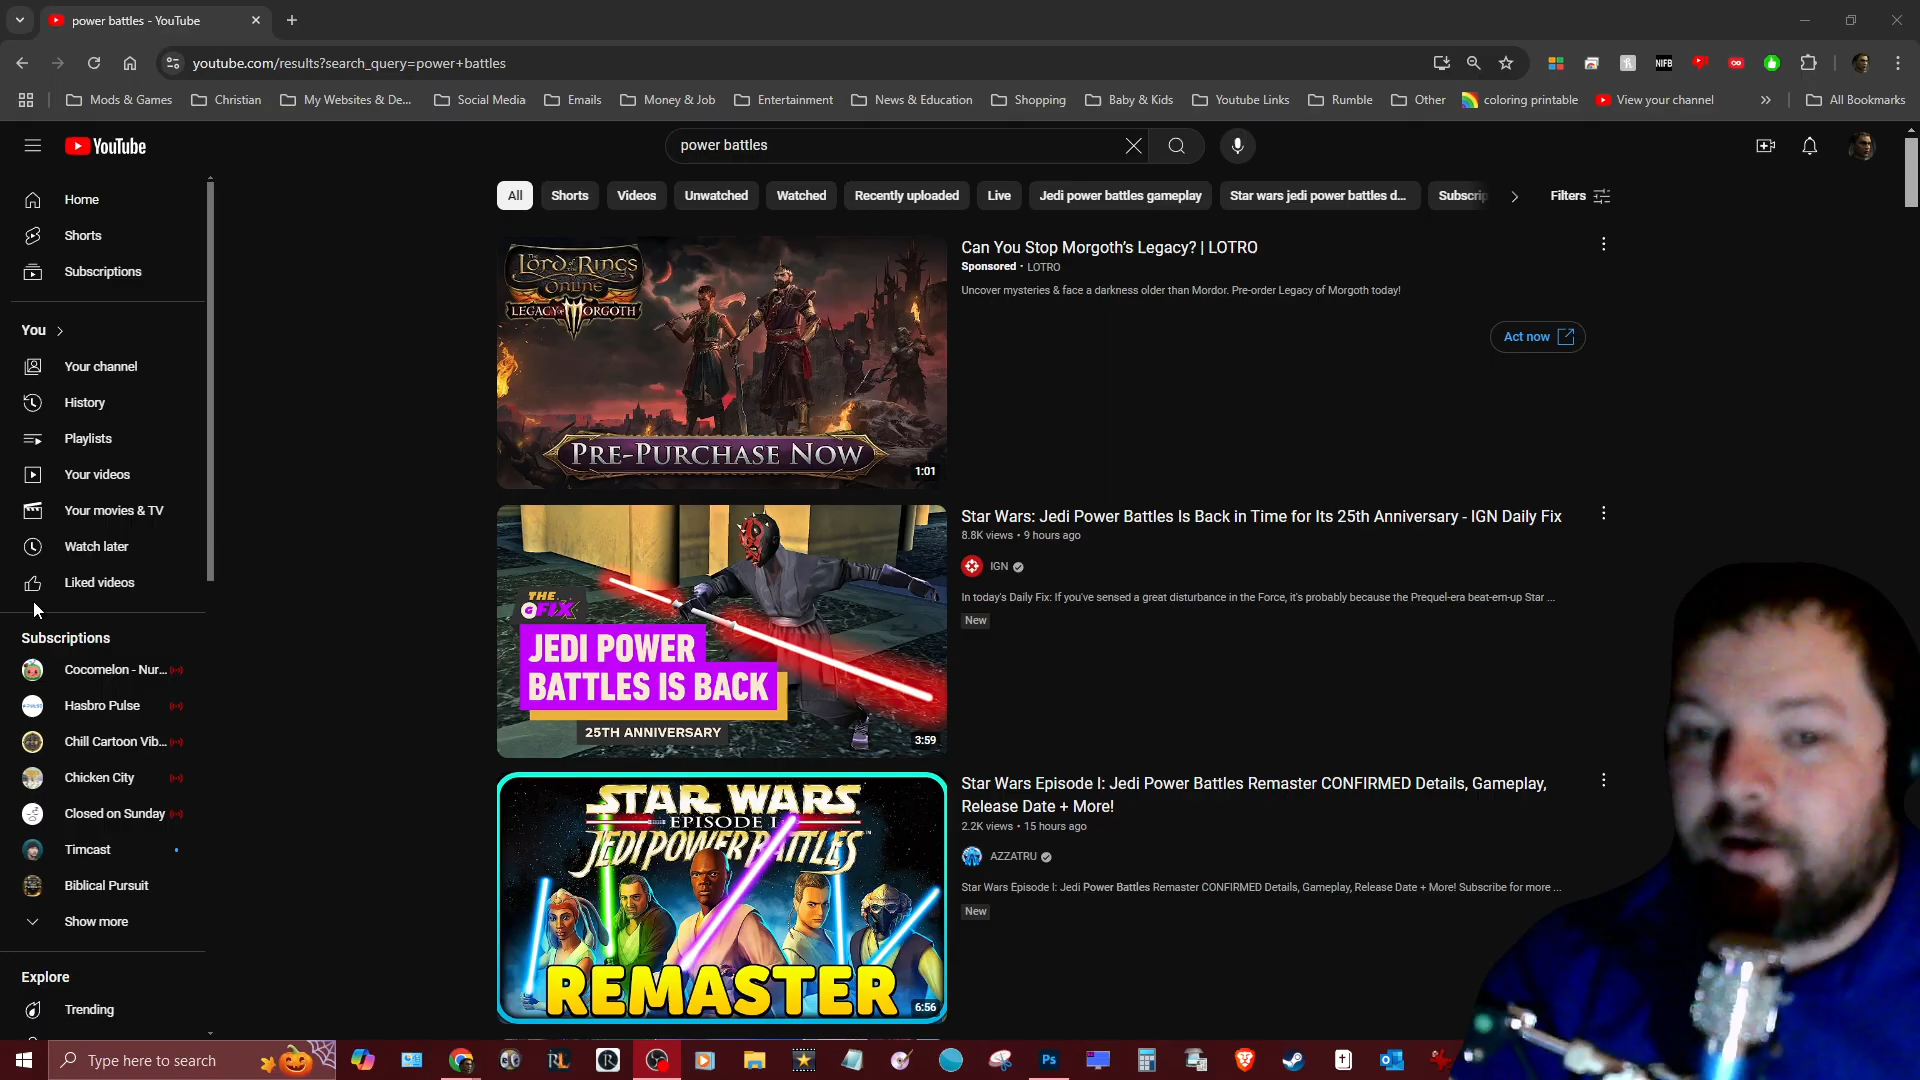 power battles - YouTube
youtube.com/results?search_query=power+battles
NIFB
Mods & Games
Christian
My Websites & De...
Social Media
Emails
Money & Job
Entertainment
News & Education
Shopping
Baby & Kids
Youtube Links
Rumble
Other
coloring printable
View your channel
All Bookmarks
YouTube
power battles
All
Shorts
Videos
Unwatched
Watched
Recently uploaded
Live
Jedi power battles gameplay
Star wars jedi power battles d...
Subscrip
Filters
Home
Shorts
Subscriptions
You
Your channel
History
Playlists
Your videos
Your movies & TV
Watch later
Liked videos
Subscriptions
Cocomelon - Nur...
Hasbro Pulse
Chill Cartoon Vib...
Chicken City
Closed on Sunday
Timcast
Biblical Pursuit
Show more
Explore
Trending
The
Lord of the Rings
Online
Legacy of Morgoth
Pre-Purchase Now
1:01
Can You Stop Morgoth's Legacy? | LOTRO
Sponsored · LOTRO
Uncover mysteries & face a darkness older than Mordor. Pre-order Legacy of Morgoth today!
Act now
THE
FIX
JEDI POWER
BATTLES IS BACK
25TH ANNIVERSARY
3:59
Star Wars: Jedi Power Battles Is Back in Time for Its 25th Anniversary - IGN Daily Fix
8.8K views · 9 hours ago
IGN
In today's Daily Fix: If you've sensed a great disturbance in the Force, it's probably because the Prequel-era beat-em-up Star ...
New
STAR WARS
EPISODE I
JEDI POWER BATTLES
REMASTER
6:56
Star Wars Episode I: Jedi Power Battles Remaster CONFIRMED Details, Gameplay,
Release Date + More!
2.2K views · 15 hours ago
AZZATRU
Star Wars Episode I: Jedi Power Battles Remaster CONFIRMED Details, Gameplay, Release Date + More! Subscribe for more ...
New
Type here to search
RL
R
Ps